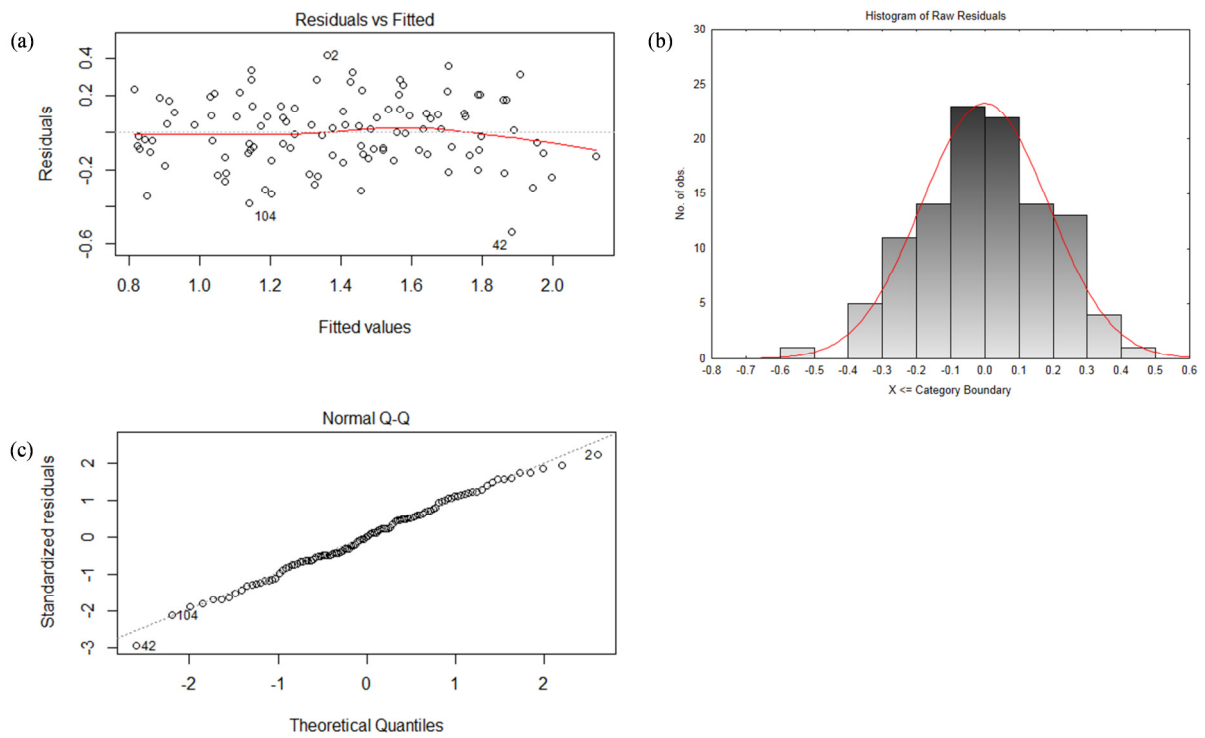 (a)
Residuals vs Fitted
Residuals
0.4
0.2
0.0
-0.2
-0.6
2
104
42
0.8 1.0 1.2 1.4 1.6 1.8 2.0
Fitted values
(b)
Histogram of Raw Residuals
No. of obs.
30
25
20
15
10
5
0
-0.8 -0.7 -0.6 -0.5 -0.4 -0.3 -0.2 -0.1 0.0 0.1 0.2 0.3 0.4 0.5 0.6
X <= Category Boundary
(c)
Normal Q-Q
Standardized residuals
2
1
0
-1
-2
-3
2
104
42
-2 -1 0 1 2
Theoretical Quantiles